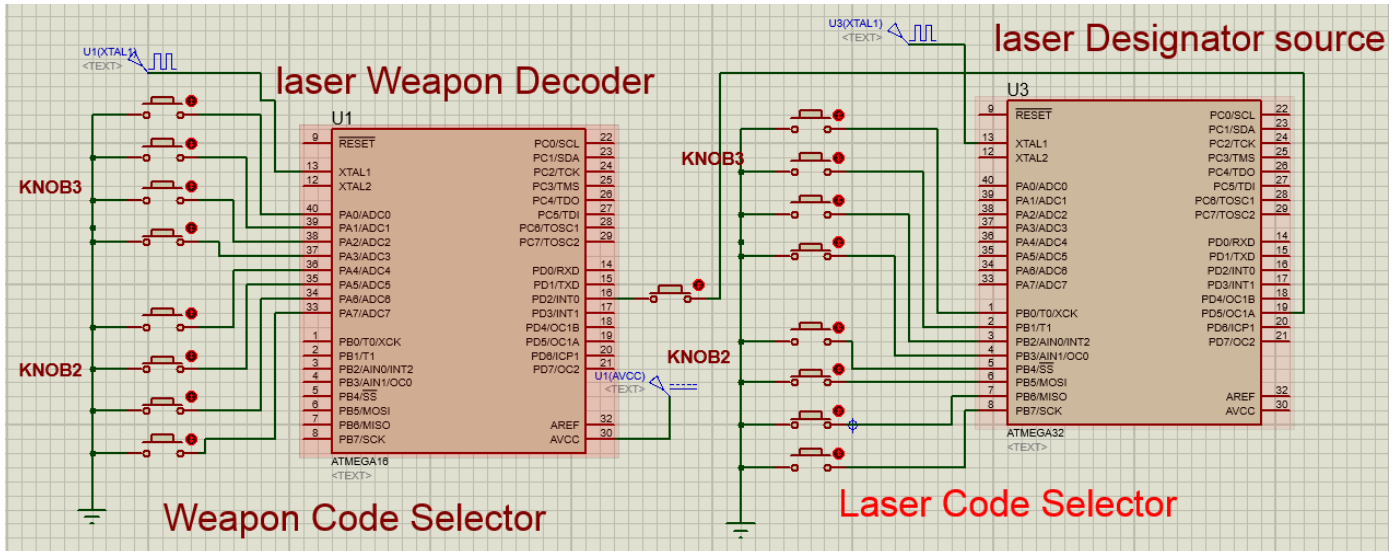 U1(XTAL1)
<TEXT>
laser Weapon Decoder
U1
9 RESET PC0/SCL 22
PC1/SDA 23
13 XTAL1 PC2/TCK 24
12 XTAL2 PC3/TMS 25
PC4/TDO 26
40 PA0/ADC0 PC5/TDI 27
39 PA1/ADC1 PC6/TOSC1 28
38 PA2/ADC2 PC7/TOSC2 29
37 PA3/ADC3
36 PA4/ADC4 PD0/RXD 14
35 PA5/ADC5 PD1/TXD 15
34 PA6/ADC6 PD2/INT0 16
33 PA7/ADC7 PD3/INT1 17
PD4/OC1B 18
1 PB0/T0/XCK PD5/OC1A 19
2 PB1/T1 PD6/ICP1 20
3 PB2/AIN0/INT2 PD7/OC2 21
4 PB3/AIN1/OC0
5 PB4/SS
6 PB5/MOSI
7 PB6/MISO AREF 32
8 PB7/SCK AVCC 30
ATMEGA16
<TEXT>
KNOB3
KNOB2
U1(AVCC)
<TEXT>
Weapon Code Selector
U3(XTAL1)
<TEXT>
laser Designator source
U3
9 RESET PC0/SCL 22
PC1/SDA 23
13 XTAL1 PC2/TCK 24
12 XTAL2 PC3/TMS 25
PC4/TDO 26
40 PA0/ADC0 PC5/TDI 27
39 PA1/ADC1 PC6/TOSC1 28
38 PA2/ADC2 PC7/TOSC2 29
37 PA3/ADC3
36 PA4/ADC4 PD0/RXD 14
35 PA5/ADC5 PD1/TXD 15
34 PA6/ADC6 PD2/INT0 16
33 PA7/ADC7 PD3/INT1 17
PD4/OC1B 18
1 PB0/T0/XCK PD5/OC1A 19
2 PB1/T1 PD6/ICP1 20
3 PB2/AIN0/INT2 PD7/OC2 21
4 PB3/AIN1/OC0
5 PB4/SS
6 PB5/MOSI
7 PB6/MISO AREF 32
8 PB7/SCK AVCC 30
ATMEGA32
<TEXT>
KNOB3
KNOB2
Laser Code Selector